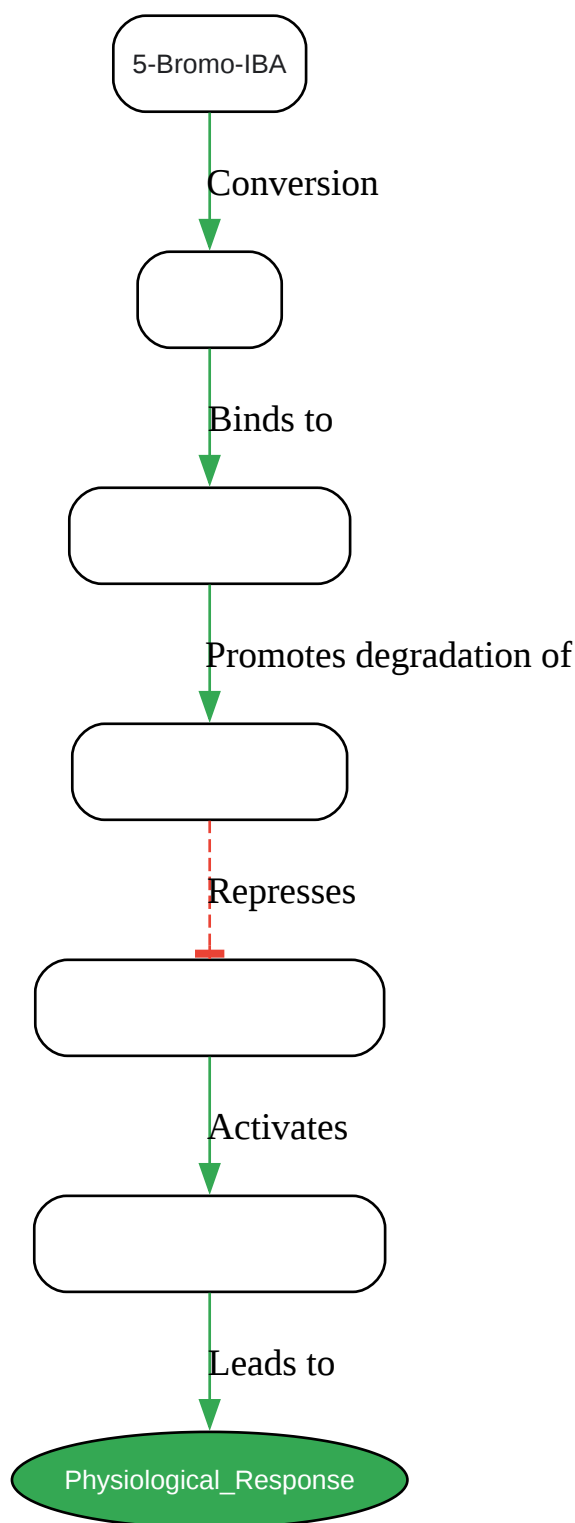 5-Bromo-IBA
Conversion
Binds to
Promotes degradation of
Represses
Activates
Leads to
Physiological_Response